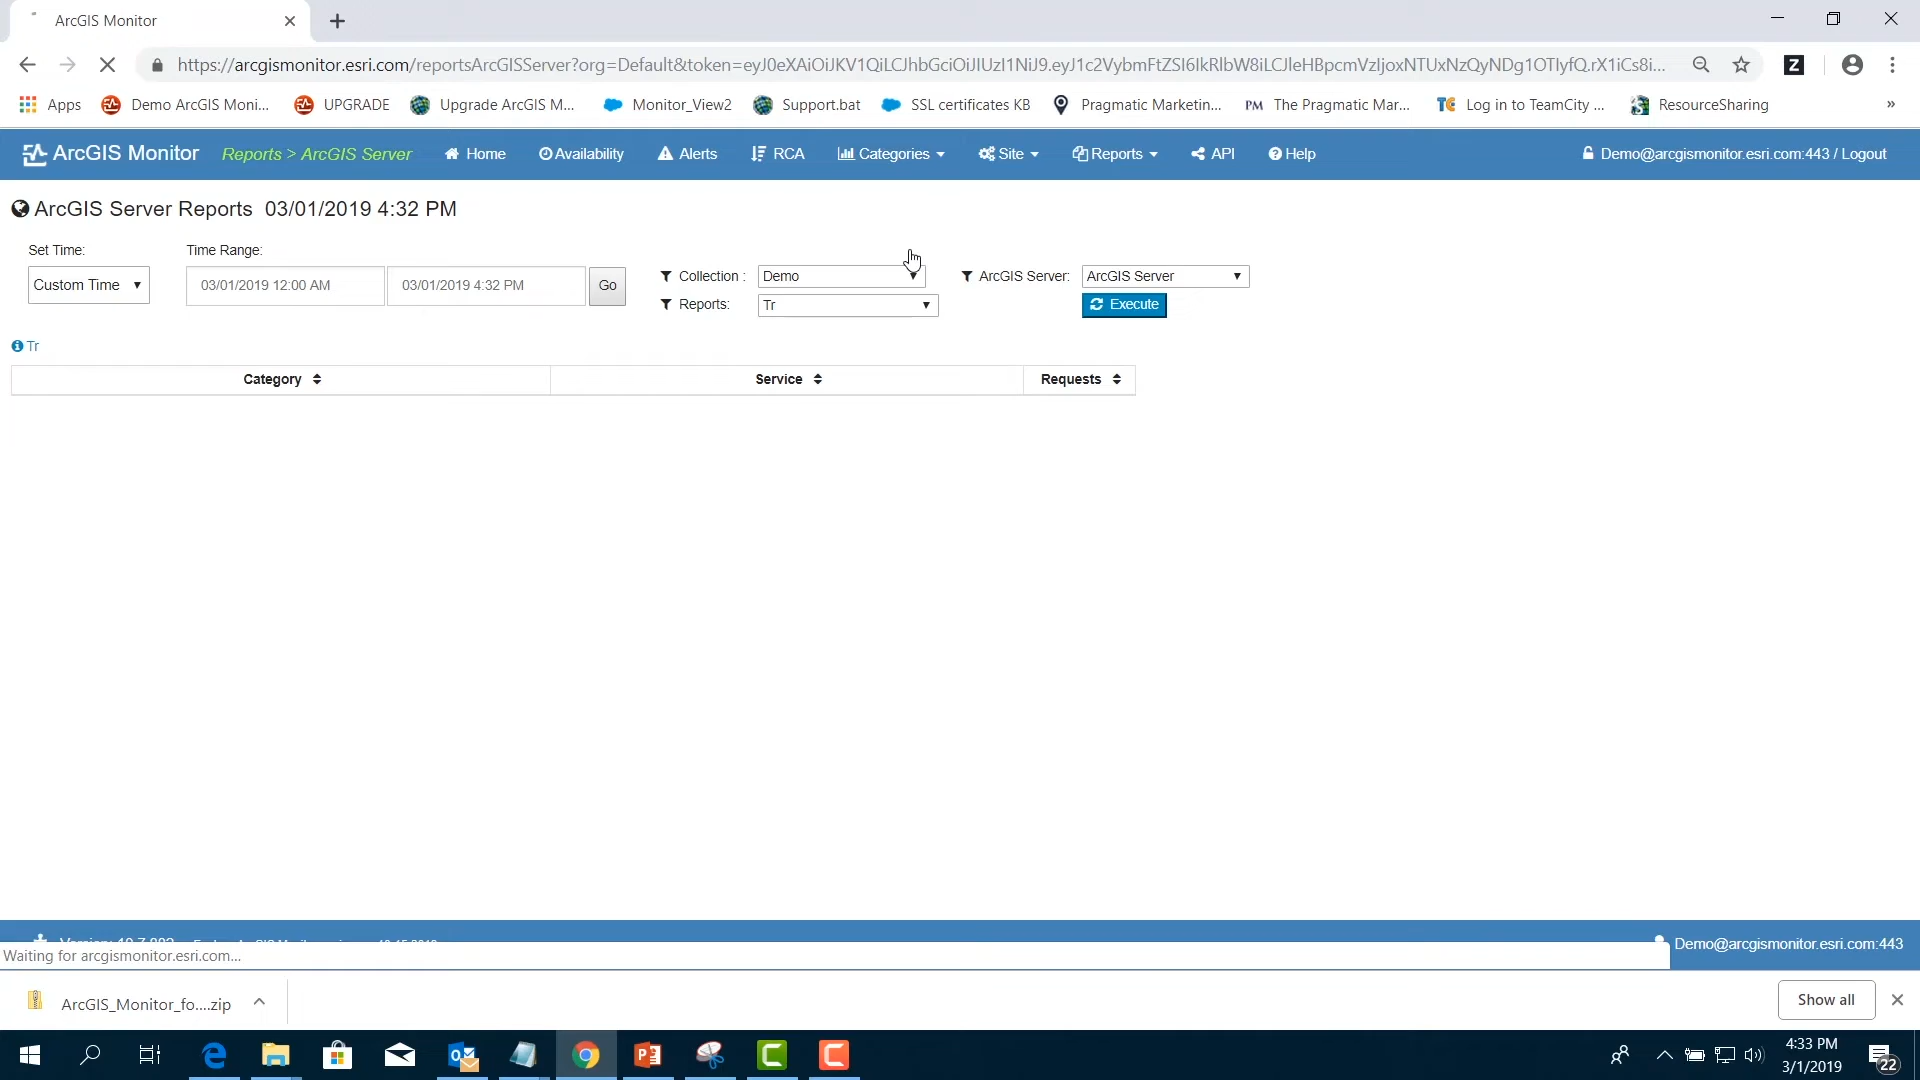 ArcGIS Monitor
https://arcgismonitor.esri.com/reportsArcGISServer?org=Default&token=eyJ0eXAiOiJKV1QiLCJhbGciOiJIUzI1NiJ9.eyJ1c2VybmFtZSI6IkRlbW8iLCJleHBpcmVzIjoxNTUxNzQyNDg1OTIyfQ.rX1iCs8i...
Apps Demo ArcGIS Moni... UPGRADE Upgrade ArcGIS M... Monitor_View2 Support.bat SSL certificates KB Pragmatic Marketin... PM The Pragmatic Mar... TC Log in to TeamCity ... ResourceSharing »
ArcGIS Monitor Reports > ArcGIS Server Home Availability Alerts RCA Categories Site Reports API Help Demo@arcgismonitor.esri.com:443 / Logout
ArcGIS Server Reports 03/01/2019 4:32 PM
Set Time: Time Range:
Custom Time 03/01/2019 12:00 AM 03/01/2019 4:32 PM Go
Collection : Demo ArcGIS Server: ArcGIS Server
Reports: Tr Execute
Tr
Category Service Requests
Demo@arcgismonitor.esri.com:443
Waiting for arcgismonitor.esri.com...
ArcGIS_Monitor_fo....zip Show all
4:33 PM
3/1/2019
22